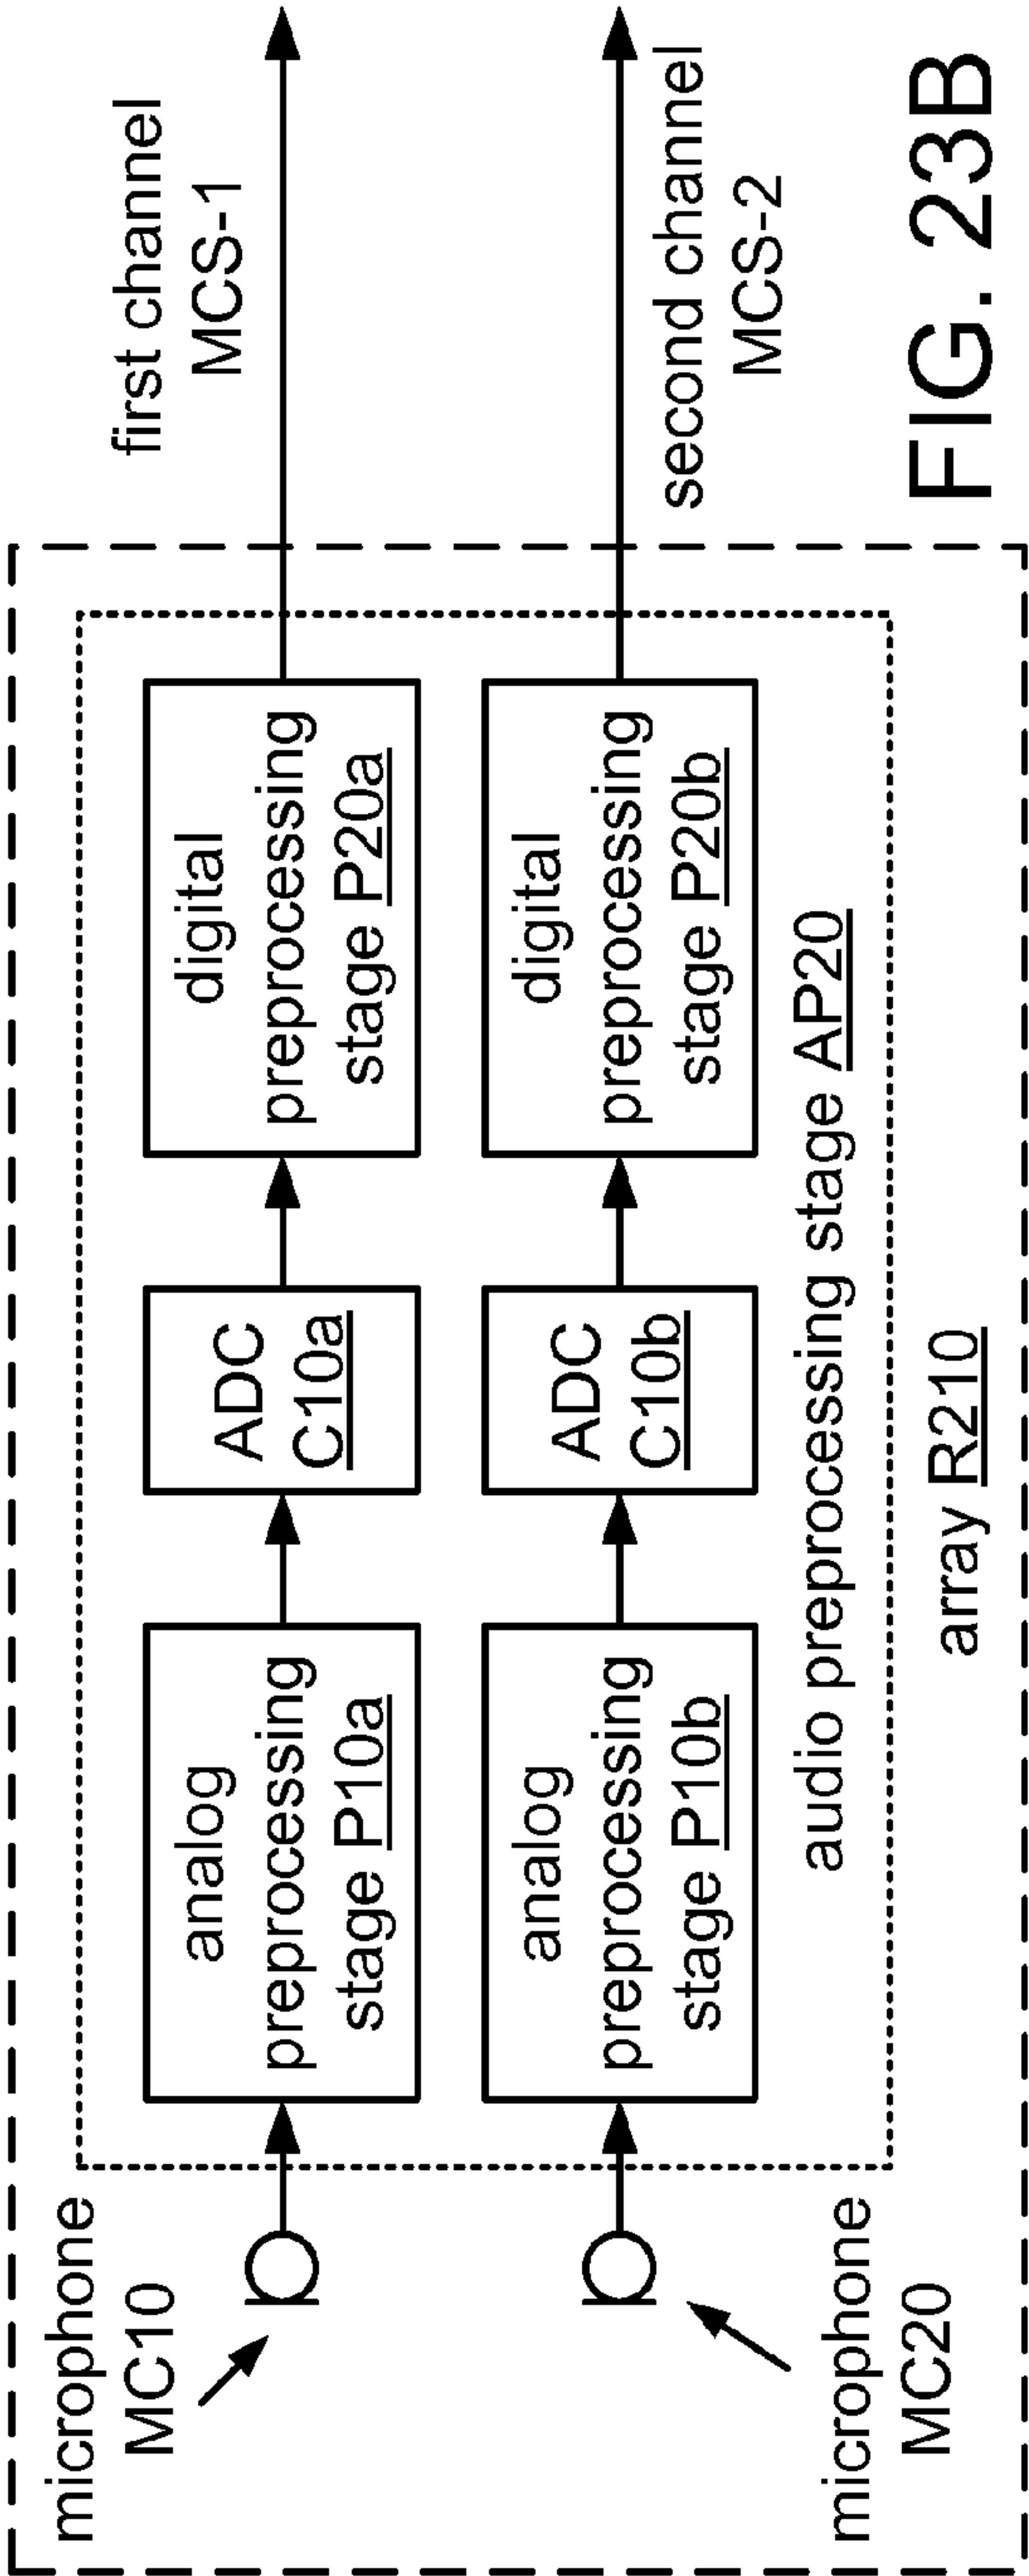 microphone
MC10
analog
preprocessing
stage P10a
ADC
C10a
digital
preprocessing
stage P20a
first channel
MCS-1
analog
preprocessing
stage P10b
ADC
C10b
digital
preprocessing
stage P20b
second channel
MCS-2
audio preprocessing stage AP20
microphone
MC20
array R210
FIG. 23B